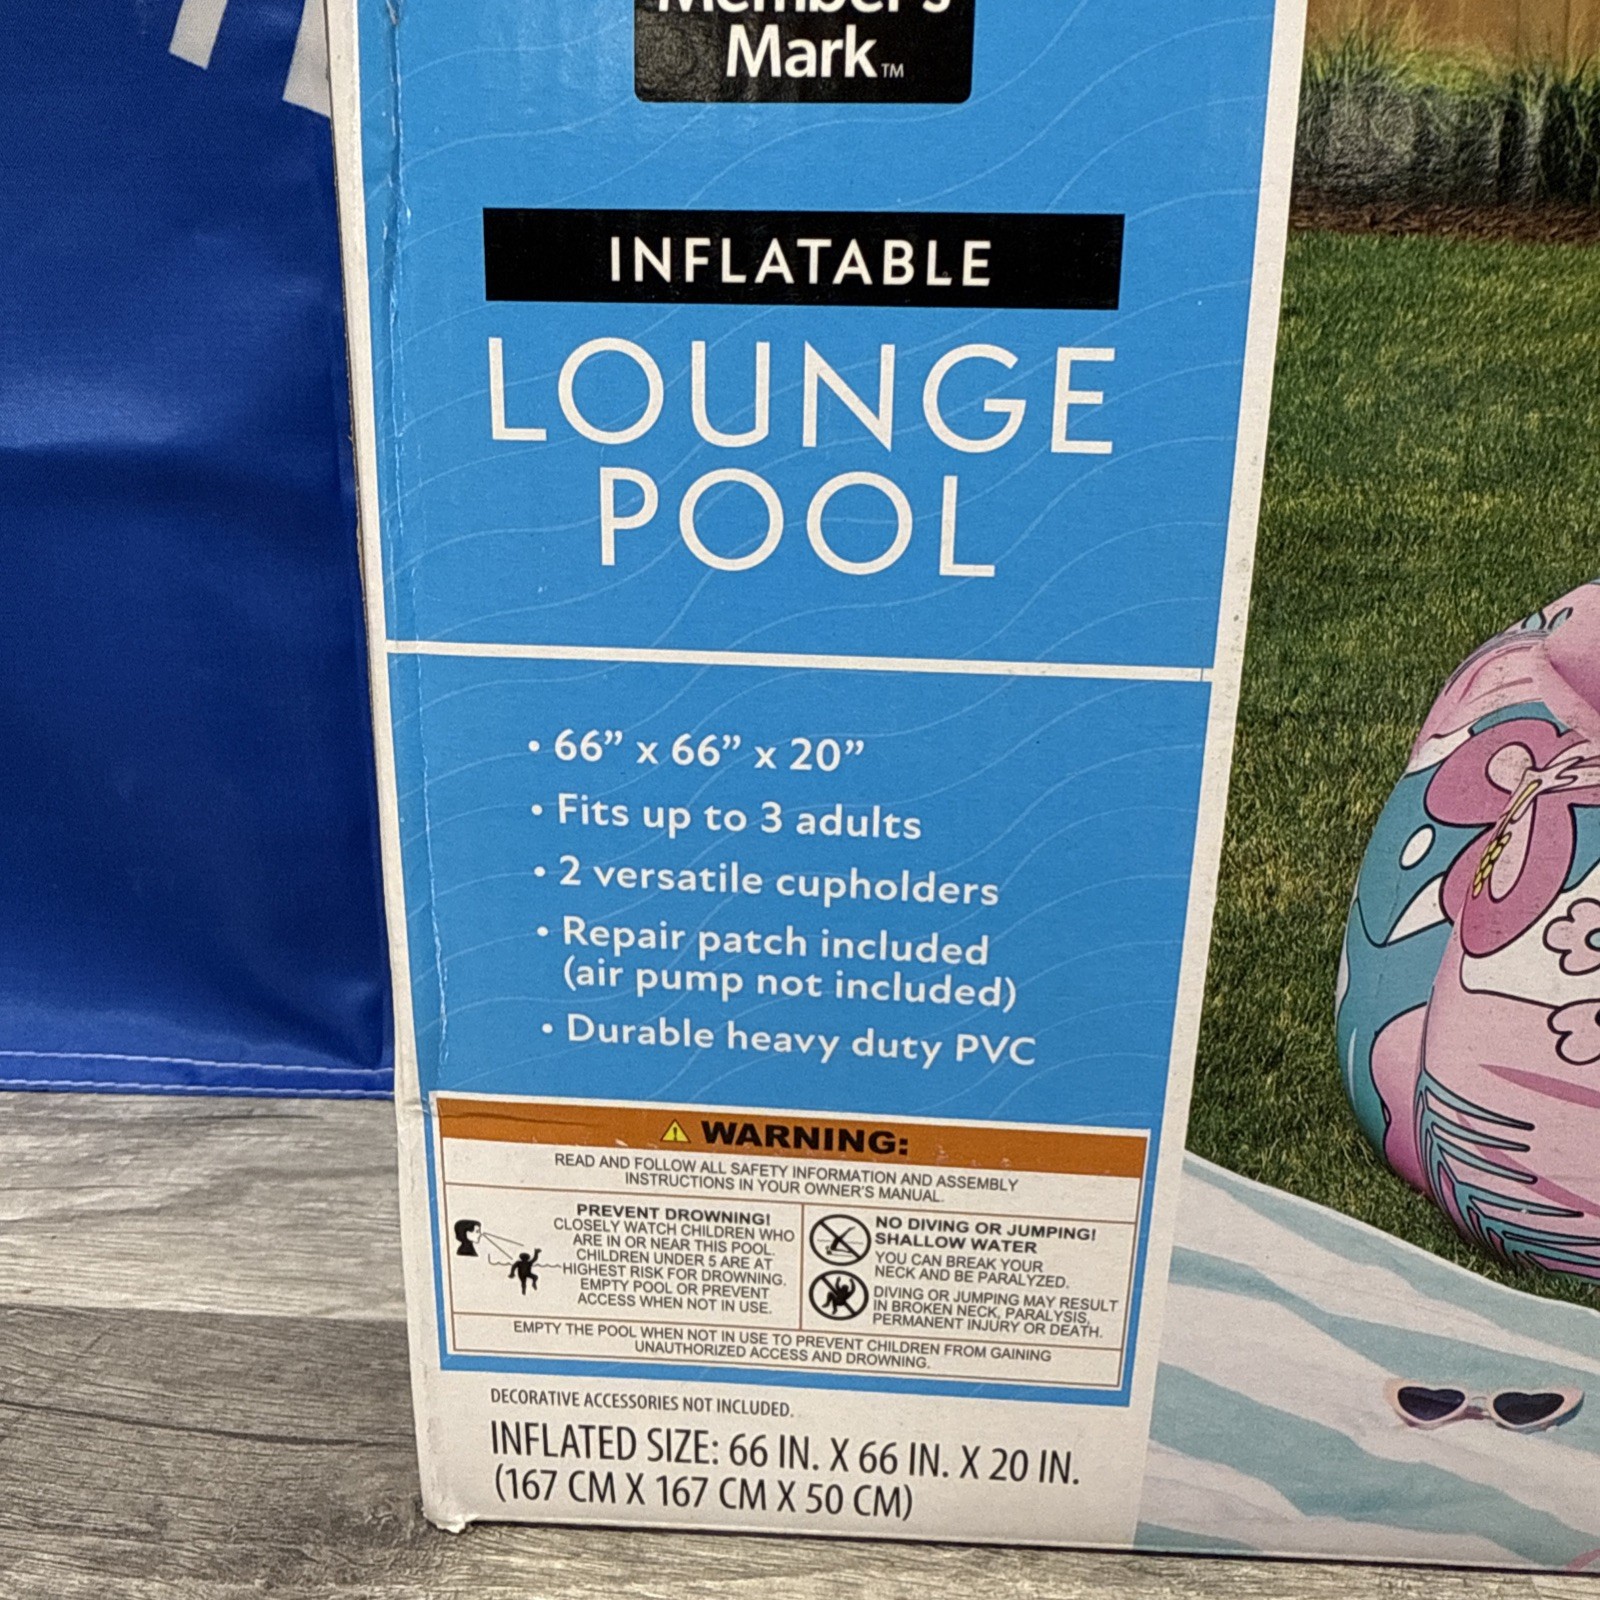 Member's
Mark™
INFLATABLE
LOUNGE
POOL
• 66” x 66” x 20”
• Fits up to 3 adults
• 2 versatile cupholders
• Repair patch included
(air pump not included)
• Durable heavy duty PVC
⚠ WARNING:
READ AND FOLLOW ALL SAFETY INFORMATION AND ASSEMBLY
INSTRUCTIONS IN YOUR OWNER'S MANUAL.
PREVENT DROWNING!
CLOSELY WATCH CHILDREN WHO
ARE IN OR NEAR THIS POOL.
CHILDREN UNDER 5 ARE AT
HIGHEST RISK FOR DROWNING.
EMPTY POOL OR PREVENT
ACCESS WHEN NOT IN USE.
NO DIVING OR JUMPING!
SHALLOW WATER
YOU CAN BREAK YOUR
NECK AND BE PARALYZED.
DIVING OR JUMPING MAY RESULT
IN BROKEN NECK, PARALYSIS,
PERMANENT INJURY OR DEATH.
EMPTY THE POOL WHEN NOT IN USE TO PREVENT CHILDREN FROM GAINING
UNAUTHORIZED ACCESS AND DROWNING.
DECORATIVE ACCESSORIES NOT INCLUDED.
INFLATED SIZE: 66 IN. X 66 IN. X 20 IN.
(167 CM X 167 CM X 50 CM)